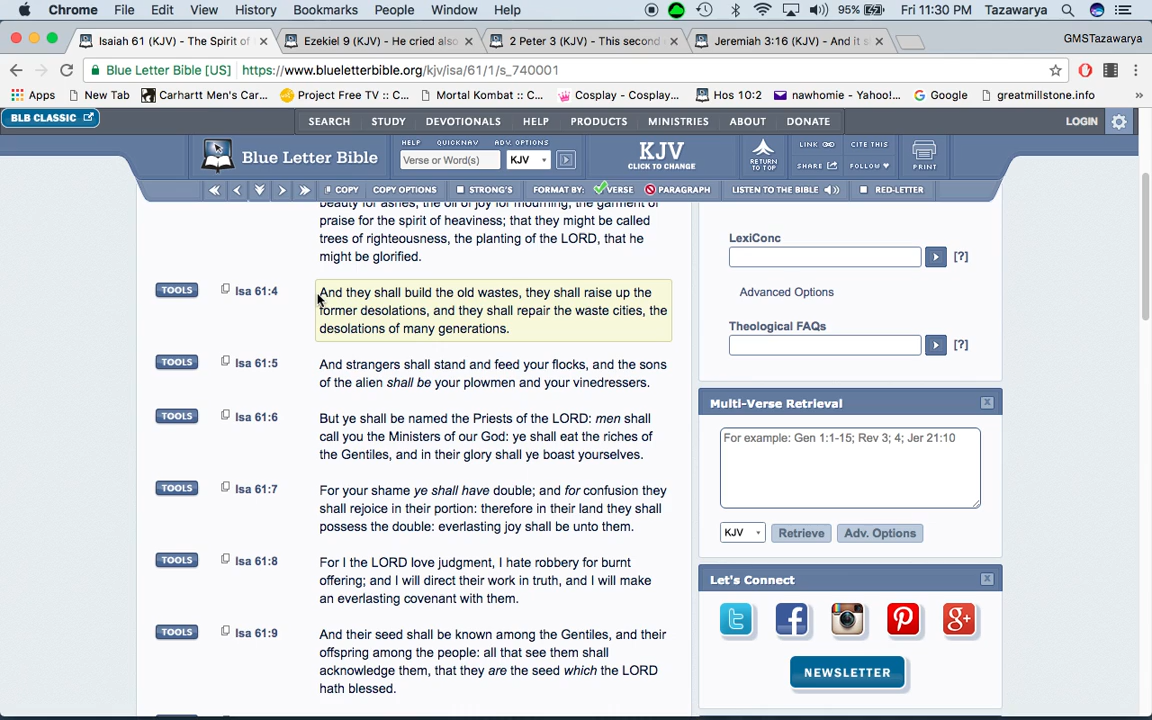 Chrome File Edit View History Bookmarks People Window Help 95% Fri 11:30 PM Tazawarya
Isaiah 61 (KJV) - The Spirit of Ezekiel 9 (KJV) - He cried also 2 Peter 3 (KJV) - This second Jeremiah 3:16 (KJV) - And it s GMSTazawarya
Blue Letter Bible [US] https://www.blueletterbible.org/kjv/isa/61/1/s_740001
Apps New Tab Carhartt Men's Car... Project Free TV :: C... Mortal Kombat :: C... Cosplay - Cosplay... Hos 10:2 nawhomie - Yahoo!... Google greatmillstone.info »
BLB CLASSIC SEARCH STUDY DEVOTIONALS HELP PRODUCTS MINISTRIES ABOUT DONATE LOGIN
HELP QUICKNAV ADV. OPTIONS
Blue Letter Bible Verse or Word(s) KJV KJV CLICK TO CHANGE RETURN TO TOP LINK CITE THIS SHARE FOLLOW PRINT
COPY COPY OPTIONS STRONG'S FORMAT BY: VERSE PARAGRAPH LISTEN TO THE BIBLE RED-LETTER
beauty for ashes, the oil of joy for mourning, the garment of
praise for the spirit of heaviness; that they might be called
trees of righteousness, the planting of the LORD, that he
might be glorified.
TOOLS Isa 61:4 And they shall build the old wastes, they shall raise up the
former desolations, and they shall repair the waste cities, the
desolations of many generations.
TOOLS Isa 61:5 And strangers shall stand and feed your flocks, and the sons
of the alien shall be your plowmen and your vinedressers.
TOOLS Isa 61:6 But ye shall be named the Priests of the LORD: men shall
call you the Ministers of our God: ye shall eat the riches of
the Gentiles, and in their glory shall ye boast yourselves.
TOOLS Isa 61:7 For your shame ye shall have double; and for confusion they
shall rejoice in their portion: therefore in their land they shall
possess the double: everlasting joy shall be unto them.
TOOLS Isa 61:8 For I the LORD love judgment, I hate robbery for burnt
offering; and I will direct their work in truth, and I will make
an everlasting covenant with them.
TOOLS Isa 61:9 And their seed shall be known among the Gentiles, and their
offspring among the people: all that see them shall
acknowledge them, that they are the seed which the LORD
hath blessed.
LexiConc
[?]
Advanced Options
Theological FAQs
[?]
Multi-Verse Retrieval
For example: Gen 1:1-15; Rev 3; 4; Jer 21:10
KJV Retrieve Adv. Options
Let's Connect
NEWSLETTER